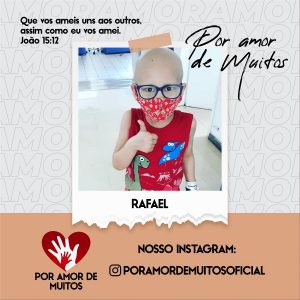 Que vos ameis uns aos outros,
assim como eu vos amei.
João 15:12
Por amor
de Muitos
RAFAEL
POR AMOR DE
MUITOS
NOSSO INSTAGRAM:
PORAMORDEMUITOSOFICIAL